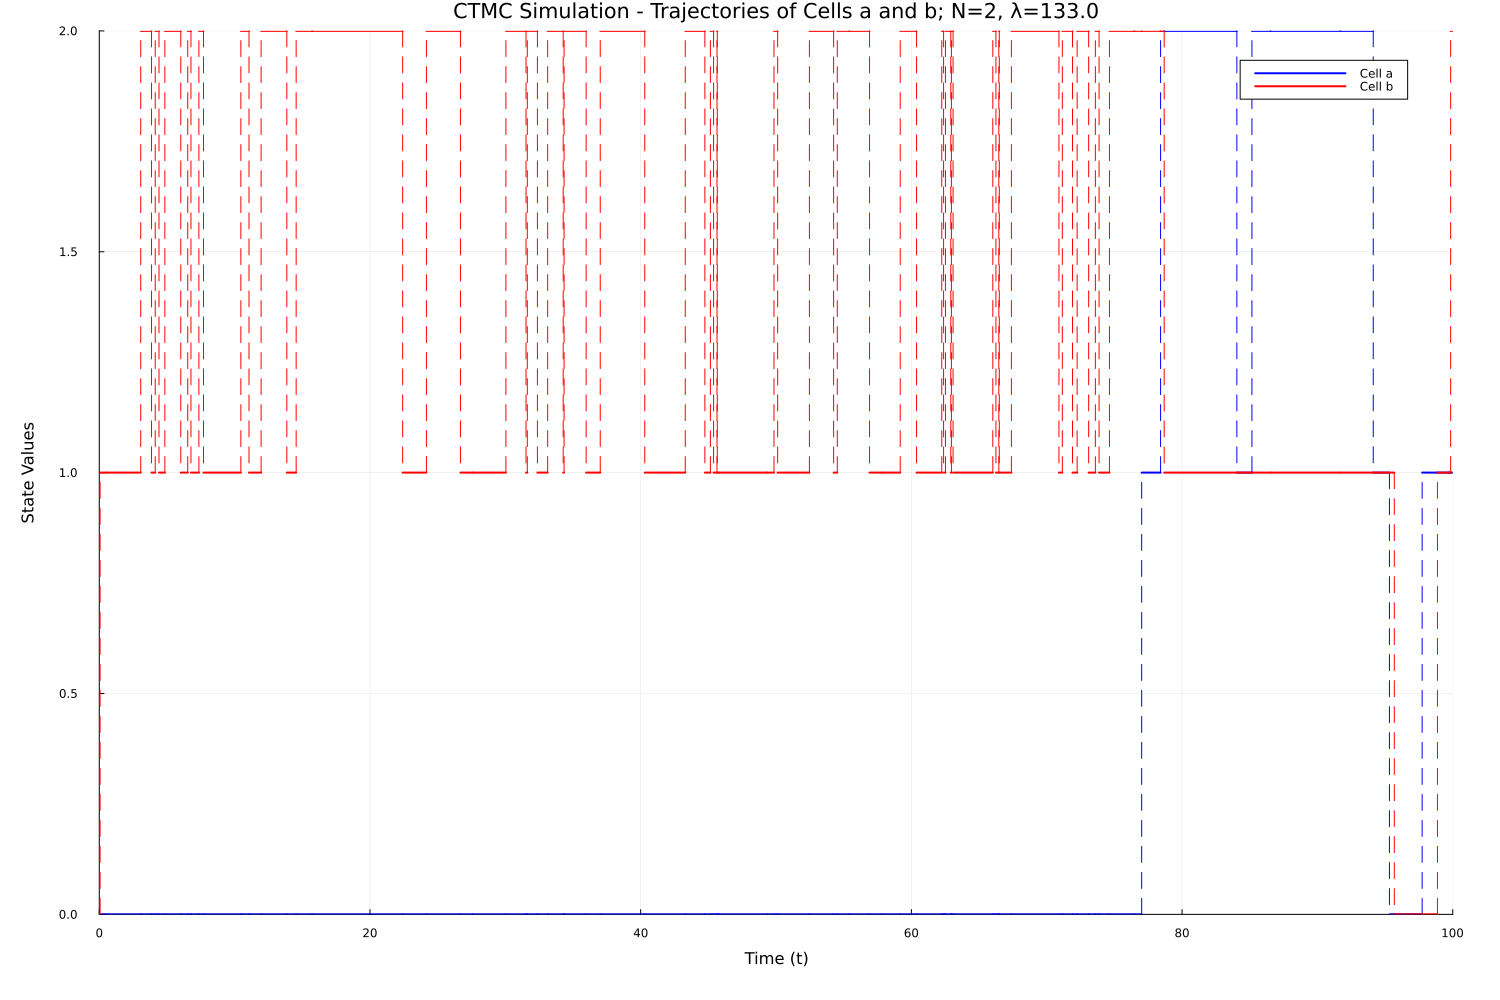 CTMC Simulation - Trajectories of Cells a and b; N=2, λ=133.0
2.0
Cell a
Cell b
1.5
1.0
State Values
0.5
0.0
0 20 40 60 80 100
Time (t)